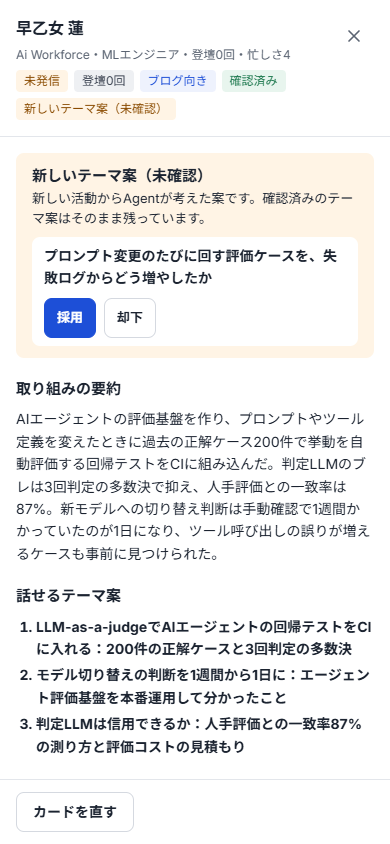 早乙女 蓮
Ai Workforce・MLエンジニア・登壇0回・忙しさ4
未発信 登壇0回 ブログ向き 確認済み
新しいテーマ案（未確認）
新しいテーマ案（未確認）
新しい活動からAgentが考えた案です。確認済みのテー
マ案はそのまま残っています。
プロンプト変更のたびに回す評価ケースを、失
敗ログからどう増やしたか
採用 却下
取り組みの要約
AIエージェントの評価基盤を作り、プロンプトやツール
定義を変えたときに過去の正解ケース200件で挙動を自
動評価する回帰テストをCIに組み込んだ。判定LLMのブ
レは3回判定の多数決で抑え、人手評価との一致率は
87%。新モデルへの切り替え判断は手動確認で1週間か
かっていたのが1日になり、ツール呼び出しの誤りが増え
るケースも事前に見つけられた。
話せるテーマ案
1. LLM-as-a-judgeでAIエージェントの回帰テストをCI
に入れる：200件の正解ケースと3回判定の多数決
2. モデル切り替えの判断を1週間から1日に：エージェン
ト評価基盤を本番運用して分かったこと
3. 判定LLMは信用できるか：人手評価との一致率87%
の測り方と評価コストの見積もり
カードを直す